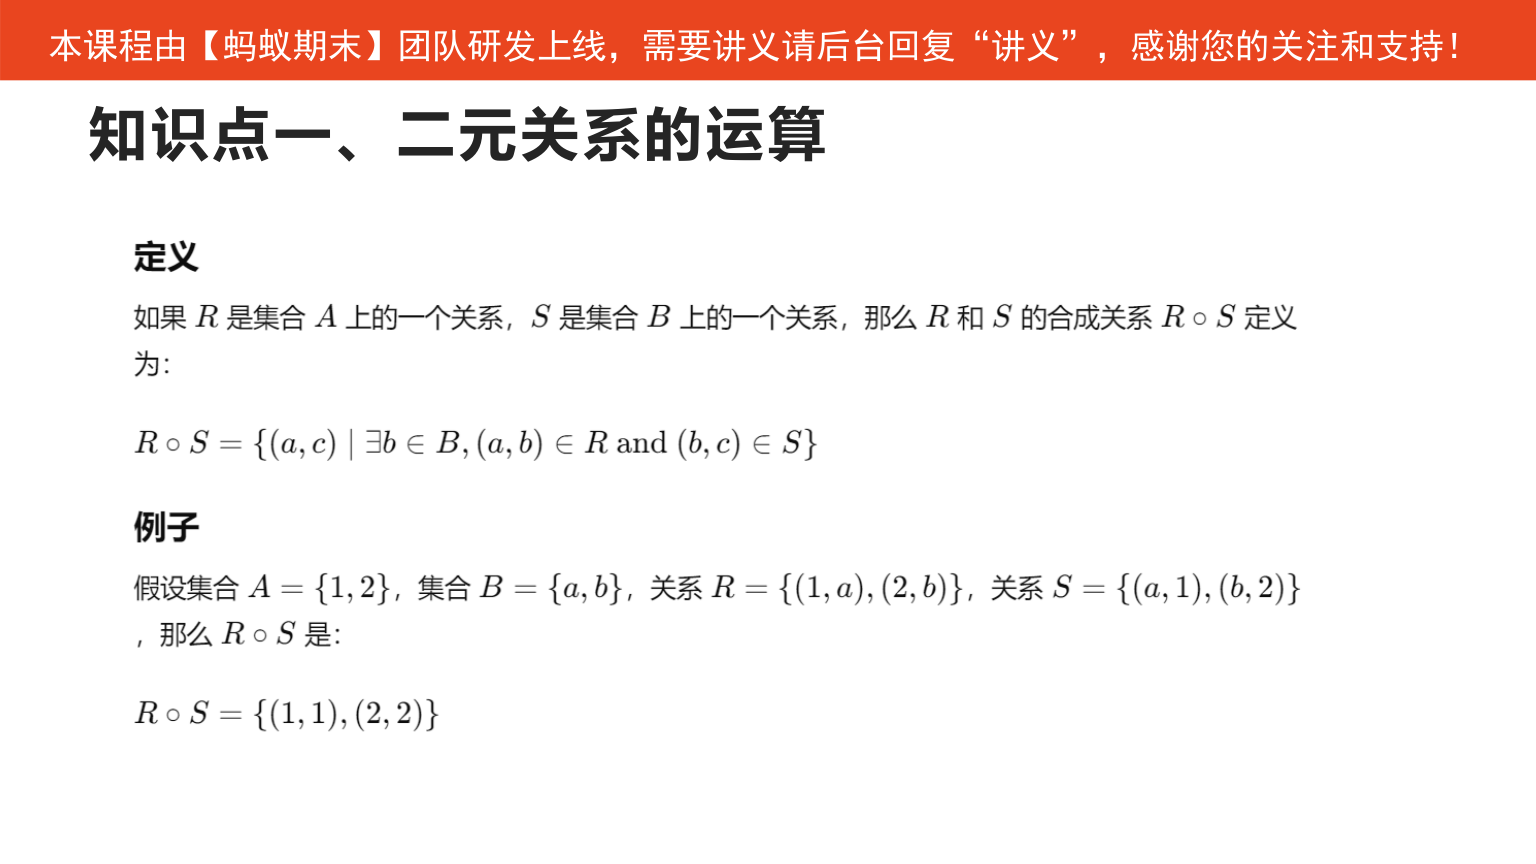 本课程由【蚂蚁期末】团队研发上线，需要讲义请后台回复“讲义”，感谢您的关注和支持！
知识点一、二元关系的运算
定义
如果 R 是集合 A 上的一个关系，S 是集合 B 上的一个关系，那么 R 和 S 的合成关系 R ∘ S 定义
为：
R ∘ S = {(a, c) | ∃b ∈ B, (a, b) ∈ R and (b, c) ∈ S}
例子
假设集合 A = {1, 2}，集合 B = {a, b}，关系 R = {(1, a), (2, b)}，关系 S = {(a, 1), (b, 2)}
，那么 R ∘ S 是：
R ∘ S = {(1, 1), (2, 2)}